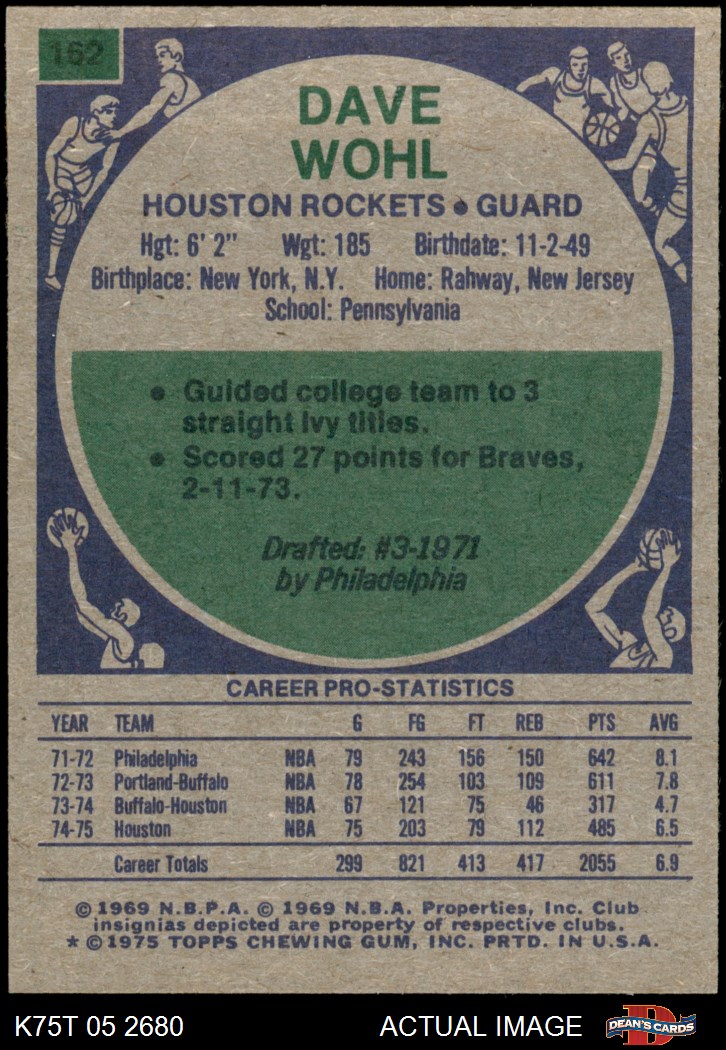 162
DAVE
WOHL
HOUSTON ROCKETS • GUARD
Hgt: 6' 2" Wgt: 185 Birthdate: 11-2-49
Birthplace: New York, N.Y. Home: Rahway, New Jersey
School: Pennsylvania
• Guided college team to 3
straight Ivy titles.
• Scored 27 points for Braves,
2-11-73.
Drafted: #3-1971
by Philadelphia
CAREER PRO-STATISTICS
YEAR TEAM G FG FT REB PTS AVG
71-72 Philadelphia NBA 79 243 156 150 642 8.1
72-73 Portland-Buffalo NBA 78 254 103 109 611 7.8
73-74 Buffalo-Houston NBA 67 121 75 46 317 4.7
74-75 Houston NBA 75 203 79 112 485 6.5
Career Totals 299 821 413 417 2055 6.9
© 1969 N.B.P.A. © 1969 N.B.A. Properties, Inc. Club
insignias depicted are property of respective clubs.
* © 1975 TOPPS CHEWING GUM, INC. PRTD. IN U.S.A.
K75T 05 2680 ACTUAL IMAGE D DEAN'S CARDS